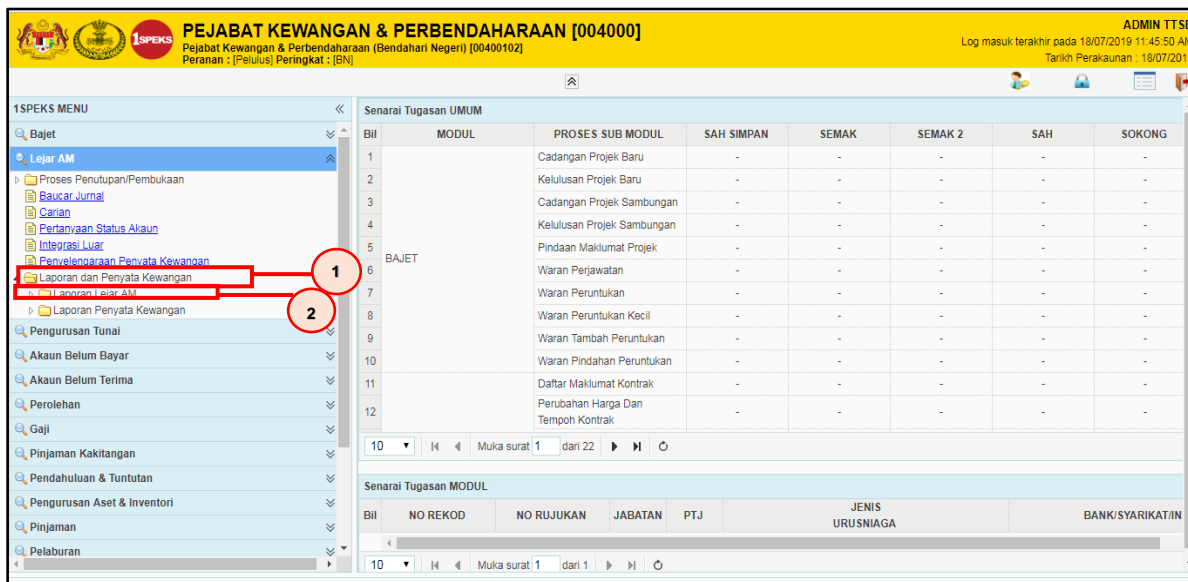 1SPEKS
PEJABAT KEWANGAN & PERBENDAHARAAN [004000]
Pejabat Kewangan & Perbendaharaan (Bendahari Negeri) [00400102]
Peranan : [Pelulus] Peringkat : [BN]
ADMIN TTSB
Log masuk terakhir pada 18/07/2019 11:45:50 AM
Tarikh Perakaunan : 18/07/201
1SPEKS MENU
Bajet
Lejar AM
Proses Penutupan/Pembukaan
Baucar Jurnal
Carian
Pertanyaan Status Akaun
Integrasi Luar
Penyelenggaraan Penyata Kewangan
Laporan dan Penyata Kewangan
Laporan Lejar AM
Laporan Penyata Kewangan
1
2
Pengurusan Tunai
Akaun Belum Bayar
Akaun Belum Terima
Perolehan
Gaji
Pinjaman Kakitangan
Pendahuluan & Tuntutan
Pengurusan Aset & Inventori
Pinjaman
Pelaburan
Senarai Tugasan UMUM
Bil MODUL PROSES SUB MODUL SAH SIMPAN SEMAK SEMAK 2 SAH SOKONG
1 Cadangan Projek Baru - - - - -
2 Kelulusan Projek Baru - - - - -
3 Cadangan Projek Sambungan - - - - -
4 Kelulusan Projek Sambungan - - - - -
5 Pindaan Maklumat Projek - - - - -
BAJET
6 Waran Perjawatan - - - - -
7 Waran Peruntukan - - - - -
8 Waran Peruntukan Kecil - - - - -
9 Waran Tambah Peruntukan - - - - -
10 Waran Pindahan Peruntukan - - - - -
11 Daftar Maklumat Kontrak - - - - -
12 Perubahan Harga Dan - - - - -
Tempoh Kontrak
10 Muka surat 1 dari 22
Senarai Tugasan MODUL
Bil NO REKOD NO RUJUKAN JABATAN PTJ JENIS URUSNIAGA BANK/SYARIKAT/IN
10 Muka surat 1 dari 1